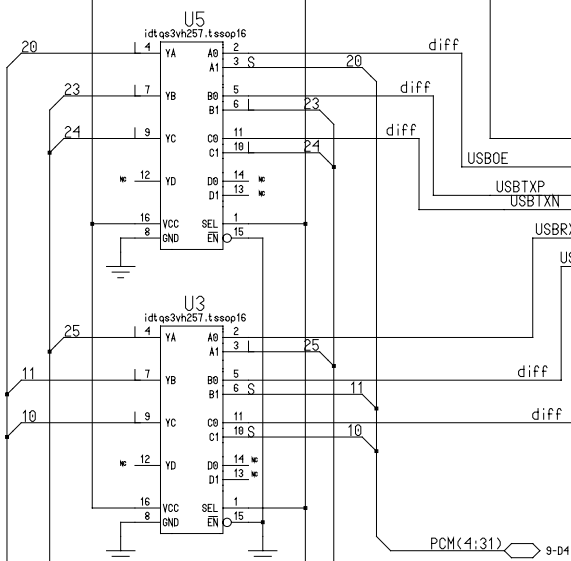 U5
idtqs3vh257.tssop16
20 L 4 YA A0 2 diff
A1 3 S 20
23 L 7 YB B0 5 diff
B1 6 L 23
24 L 9 YC C0 11 diff
C1 10 L 24
USBOE
NC 12 YD D0 14 NC
D1 13 NC
USBTXP
USBTXN
16 VCC SEL 1
8 GND EN 15
USBRX
US
U3
idtqs3vh257.tssop16
25 L 4 YA A0 2
A1 3 L 25
11 L 7 YB B0 5 diff
B1 6 S 11
10 L 9 YC C0 11 diff
C1 10 S 10
NC 12 YD D0 14 NC
D1 13 NC
16 VCC SEL 1
8 GND EN 15
PCM(4:31) 9-D4